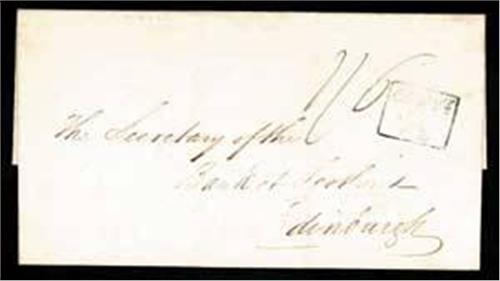 1/6
The Secretary of the
Bank of Scotland
Edinburgh